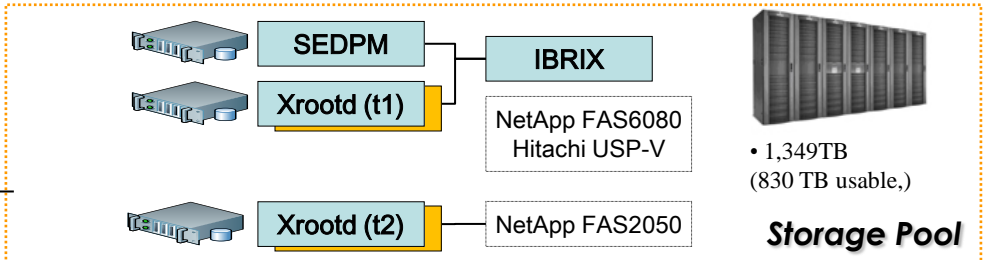 SEDPM
IBRIX
Xrootd (t1)
NetApp FAS6080
Hitachi USP-V
• 1,349TB
(830 TB usable,)
Xrootd (t2)
NetApp FAS2050
Storage Pool